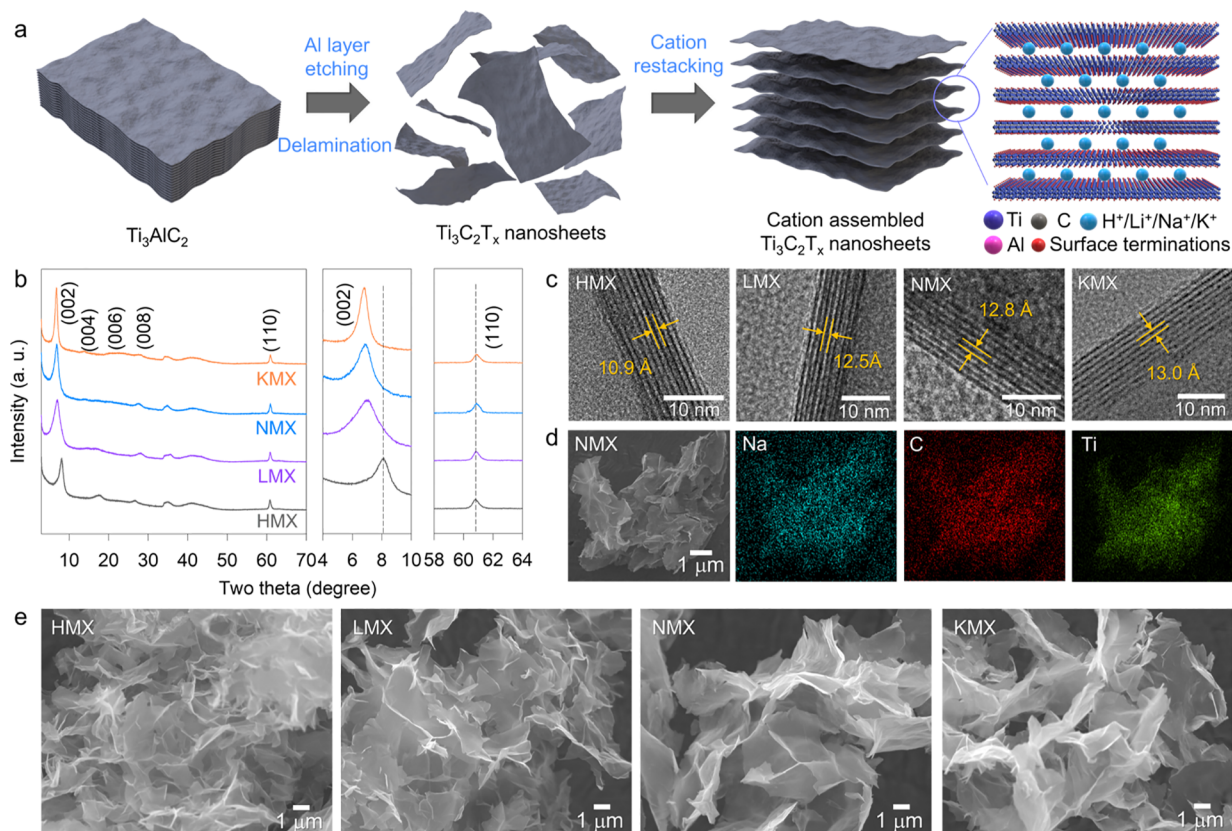 a
Al layer
etching
Delamination
Cation
restacking
Ti₃AlC₂
Ti₃C₂Tₓ nanosheets
Cation assembled
Ti₃C₂Tₓ nanosheets
Ti C H⁺/Li⁺/Na⁺/K⁺
Al Surface terminations
b
Intensity (a. u.)
(002)
(004)
(006)
(008)
(110)
KMX
NMX
LMX
HMX
(002)
(110)
10 20 30 40 50 60 70
4 6 8 10
58 60 62 64
Two theta (degree)
c
HMX
10.9 Å
10 nm
LMX
12.5Å
10 nm
NMX
12.8 Å
10 nm
KMX
13.0 Å
10 nm
d
NMX
1 μm
Na
C
Ti
e
HMX
1 μm
LMX
1 μm
NMX
1 μm
KMX
1 μm